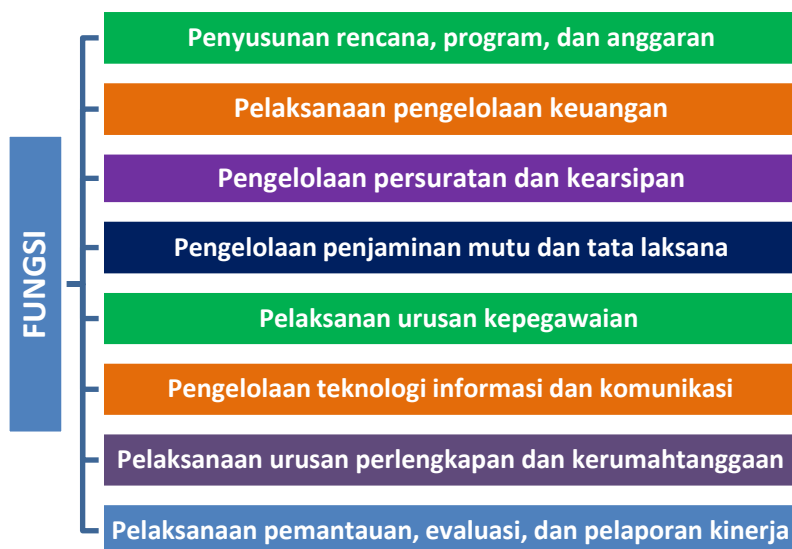 FUNGSI
Penyusunan rencana, program, dan anggaran
Pelaksanaan pengelolaan keuangan
Pengelolaan persuratan dan kearsipan
Pengelolaan penjaminan mutu dan tata laksana
Pelaksanan urusan kepegawaian
Pengelolaan teknologi informasi dan komunikasi
Pelaksanaan urusan perlengkapan dan kerumahtanggaan
Pelaksanaan pemantauan, evaluasi, dan pelaporan kinerja